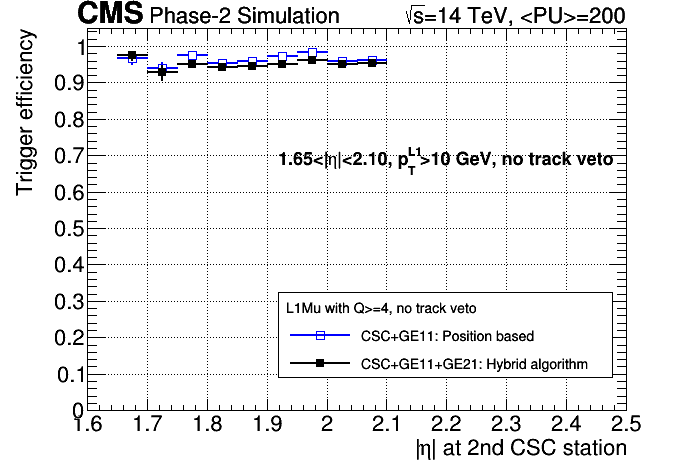 CMS Phase-2 Simulation √s=14 TeV, <PU>=200
Trigger efficiency
1
0.9
0.8
0.7
0.6
0.5
0.4
0.3
0.2
0.1
0
1.65<|η|<2.10, p_T^L1>10 GeV, no track veto
L1Mu with Q>=4, no track veto
CSC+GE11: Position based
CSC+GE11+GE21: Hybrid algorithm
1.6 1.7 1.8 1.9 2 2.1 2.2 2.3 2.4 2.5
|η| at 2nd CSC station